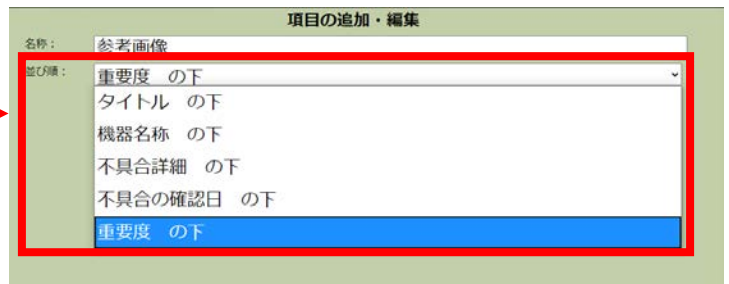 項目の追加・編集
名称：
参考画像
並び順：
重要度　の下
タイトル　の下
機器名称　の下
不具合詳細　の下
不具合の確認日　の下
重要度　の下